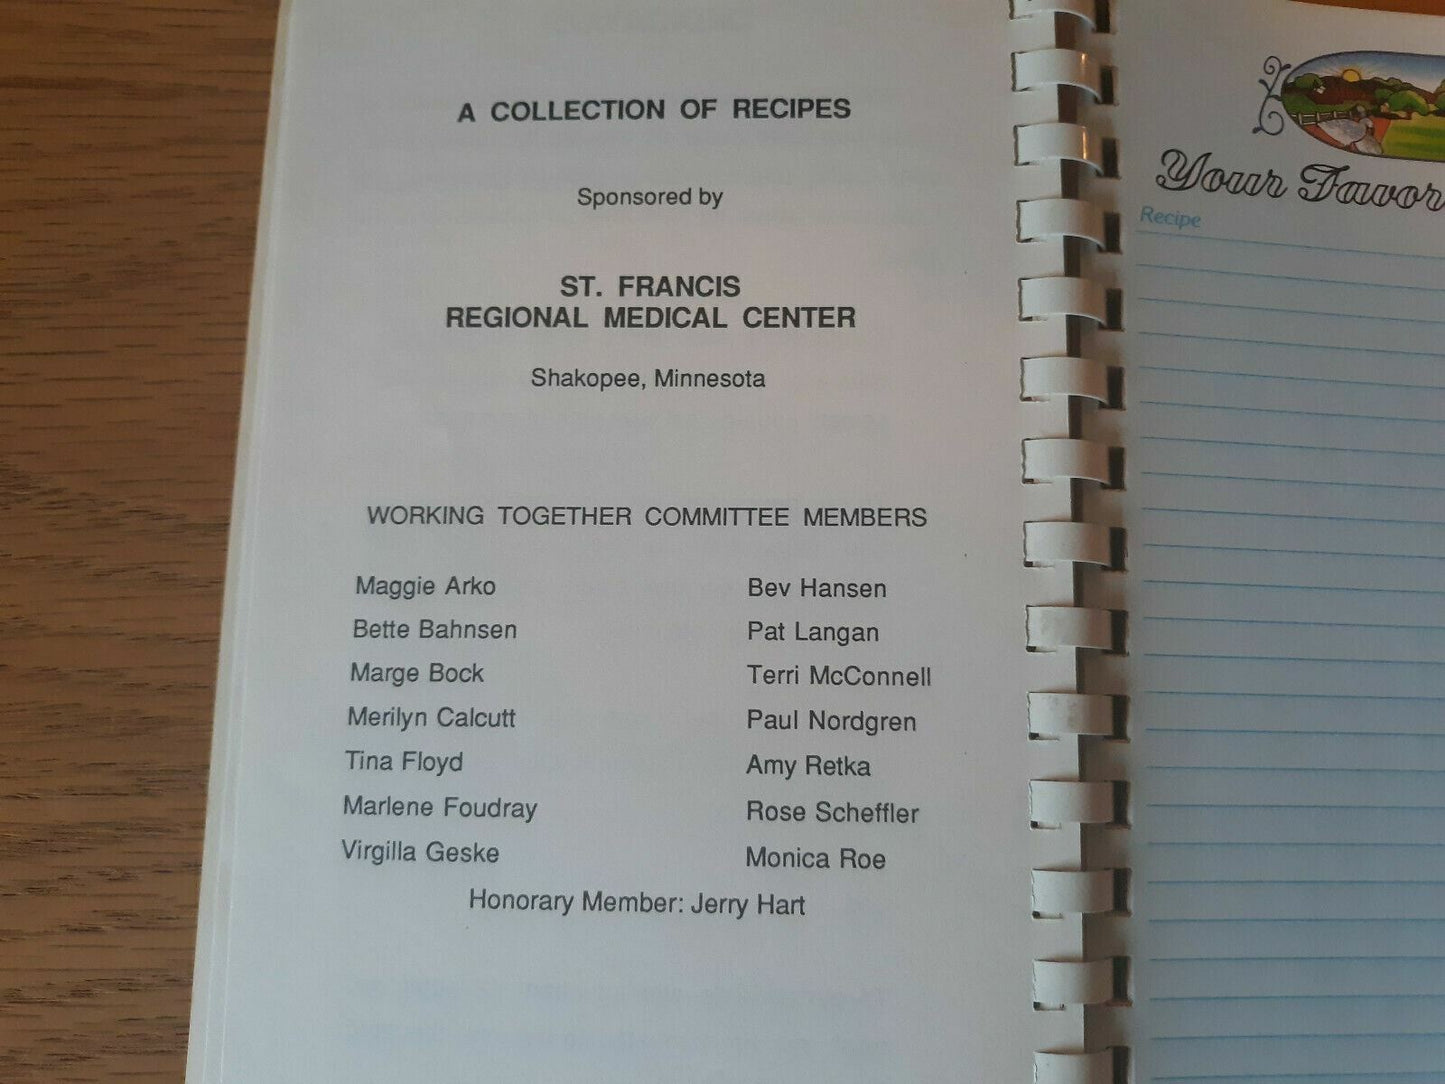 A COLLECTION OF RECIPES
Sponsored by
ST. FRANCIS
REGIONAL MEDICAL CENTER
Shakopee, Minnesota
WORKING TOGETHER COMMITTEE MEMBERS
Maggie Arko
Bette Bahnsen
Marge Bock
Merilyn Calcutt
Tina Floyd
Marlene Foudray
Virgilla Geske
Bev Hansen
Pat Langan
Terri McConnell
Paul Nordgren
Amy Retka
Rose Scheffler
Monica Roe
Honorary Member: Jerry Hart
Your Favor
Recipe